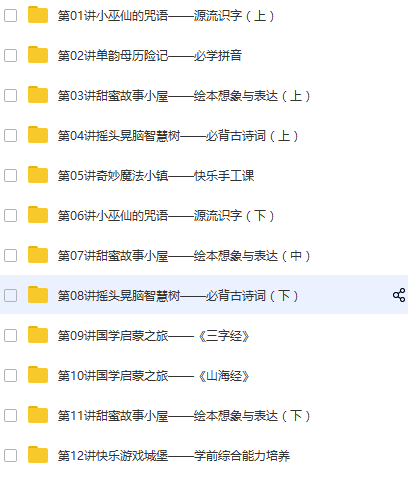 第01讲小巫仙的咒语——源流识字（上）
第02讲单韵母历险记——必学拼音
第03讲甜蜜故事小屋——绘本想象与表达（上）
第04讲摇头晃脑智慧树——必背古诗词（上）
第05讲奇妙魔法小镇——快乐手工课
第06讲小巫仙的咒语——源流识字（下）
第07讲甜蜜故事小屋——绘本想象与表达（中）
第08讲摇头晃脑智慧树——必背古诗词（下）
第09讲国学启蒙之旅——《三字经》
第10讲国学启蒙之旅——《山海经》
第11讲甜蜜故事小屋——绘本想象与表达（下）
第12讲快乐游戏城堡——学前综合能力培养